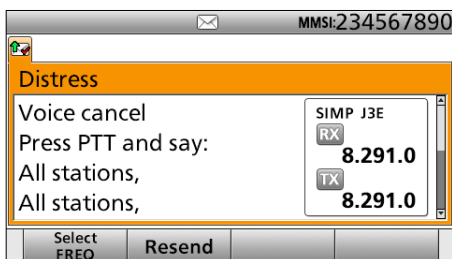 MMSI:234567890
Distress
Voice cancel
Press PTT and say:
All stations,
All stations,
SIMP J3E
RX
8.291.0
TX
8.291.0
Select
FREQ
Resend